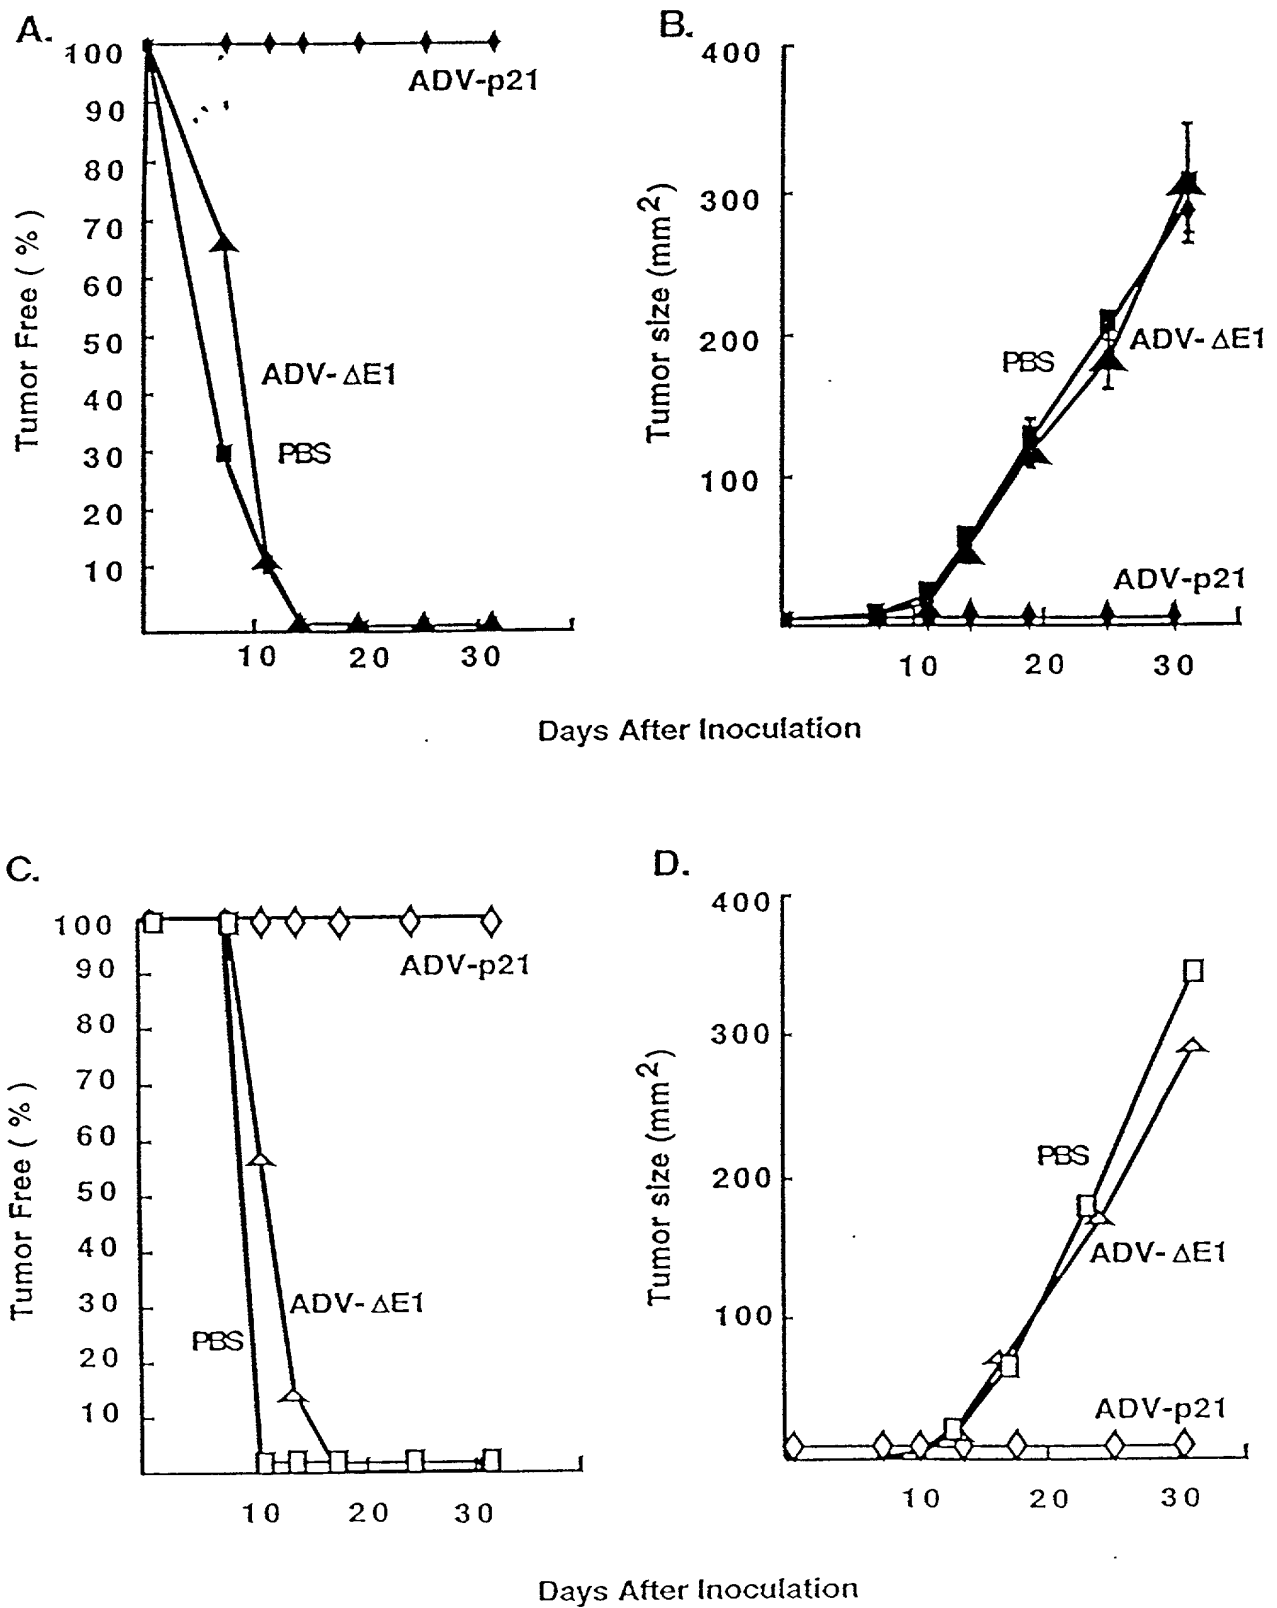 A.
100
90
80
70
60
50
40
30
20
10
Tumor Free ( % )
ADV-p21
ADV-ΔE1
PBS
10 20 30
B.
400
300
200
100
Tumor size (mm2)
PBS
ADV-ΔE1
ADV-p21
10 20 30
Days After Inoculation
C.
100
90
80
70
60
50
40
30
20
10
Tumor Free ( % )
ADV-p21
ADV-ΔE1
PBS
10 20 30
D.
400
300
200
100
Tumor size (mm2)
PBS
ADV-ΔE1
ADV-p21
10 20 30
Days After Inoculation